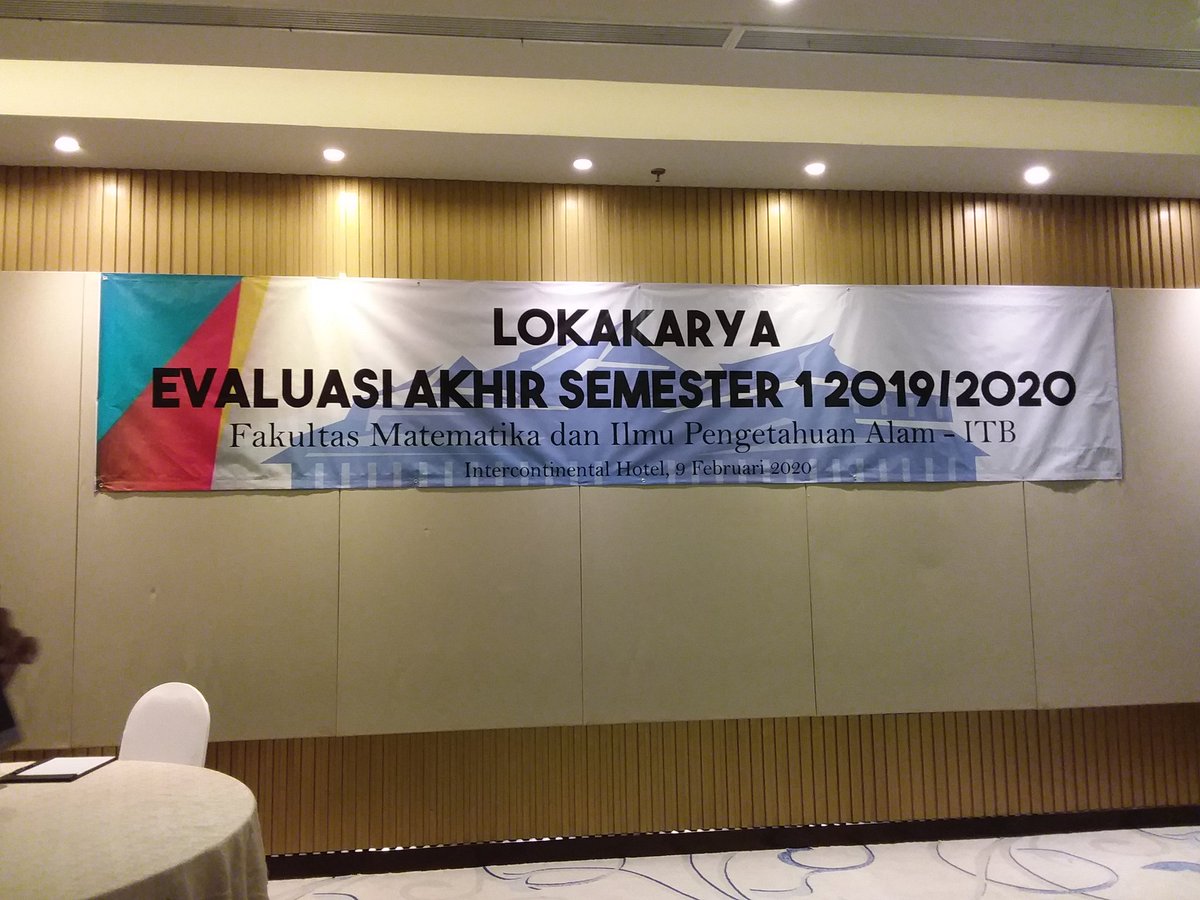 LOKAKARYA
EVALUASI AKHIR SEMESTER 1 2019/2020
Fakultas Matematika dan Ilmu Pengetahuan Alam - ITB
Intercontinental Hotel, 9 Februari 2020